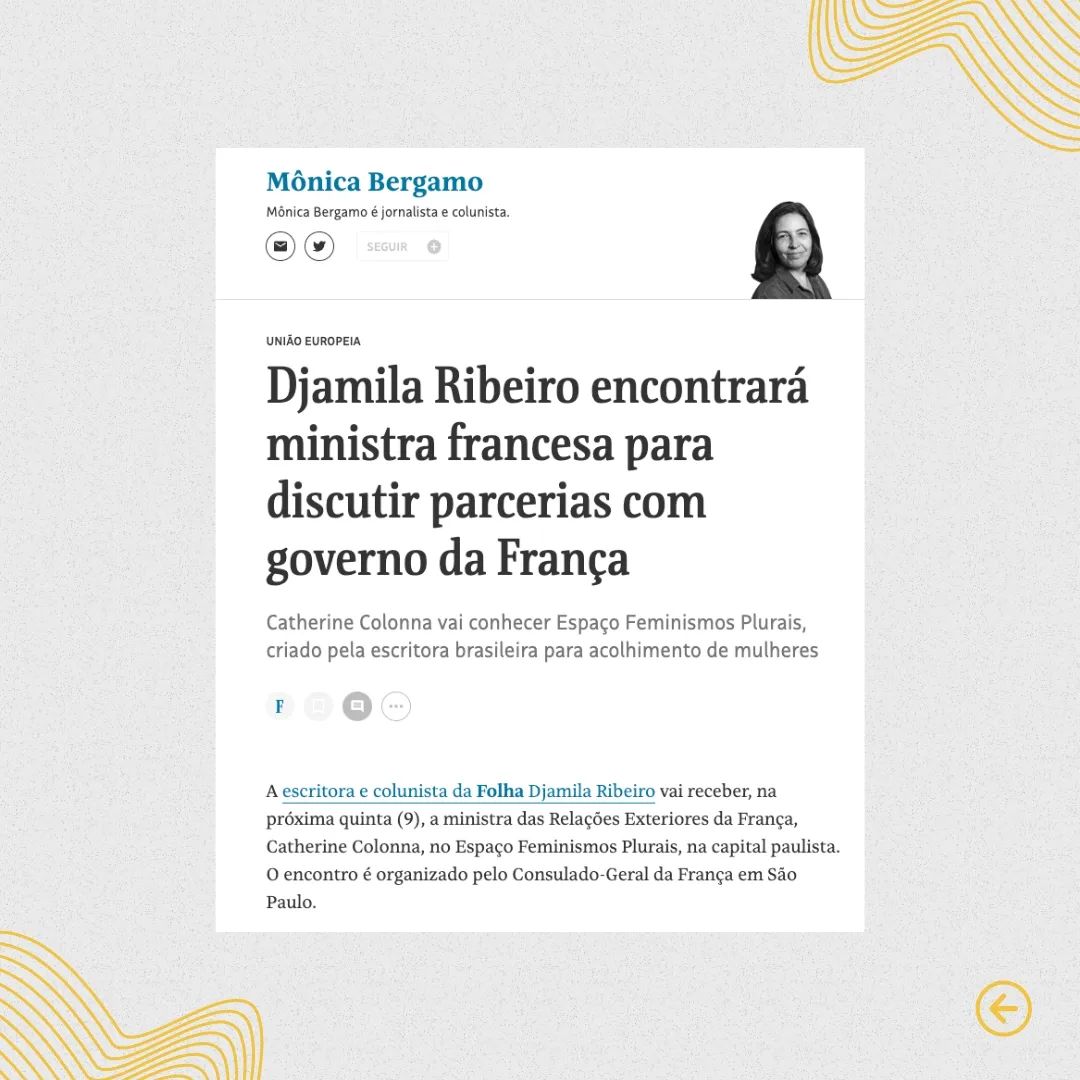 Mônica Bergamo
Mônica Bergamo é jornalista e colunista.
SEGUIR
UNIÃO EUROPEIA
Djamila Ribeiro encontrará
ministra francesa para
discutir parcerias com
governo da França
Catherine Colonna vai conhecer Espaço Feminismos Plurais,
criado pela escritora brasileira para acolhimento de mulheres
F
A escritora e colunista da Folha Djamila Ribeiro vai receber, na
próxima quinta (9), a ministra das Relações Exteriores da França,
Catherine Colonna, no Espaço Feminismos Plurais, na capital paulista.
O encontro é organizado pelo Consulado-Geral da França em São
Paulo.